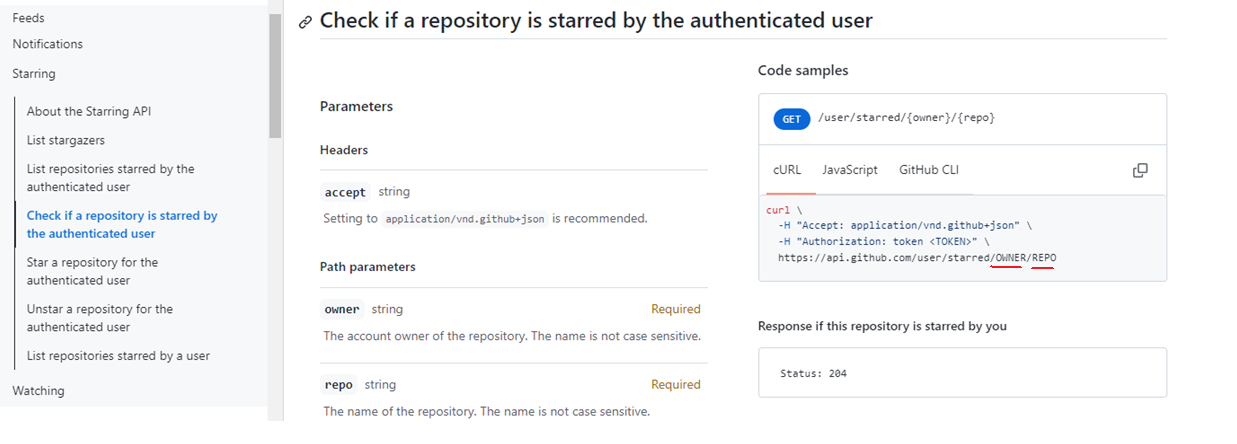 Feeds
Notifications
Starring
About the Starring API
List stargazers
List repositories starred by the
authenticated user
Check if a repository is starred by
the authenticated user
Star a repository for the
authenticated user
Unstar a repository for the
authenticated user
List repositories starred by a user
Watching
Check if a repository is starred by the authenticated user
Parameters
Headers
accept string
Setting to application/vnd.github+json is recommended.
Path parameters
owner string Required
The account owner of the repository. The name is not case sensitive.
repo string Required
The name of the repository. The name is not case sensitive.
Code samples
GET /user/starred/{owner}/{repo}
cURL JavaScript GitHub CLI
curl \
-H "Accept: application/vnd.github+json" \
-H "Authorization: token <TOKEN>" \
https://api.github.com/user/starred/OWNER/REPO
Response if this repository is starred by you
Status: 204